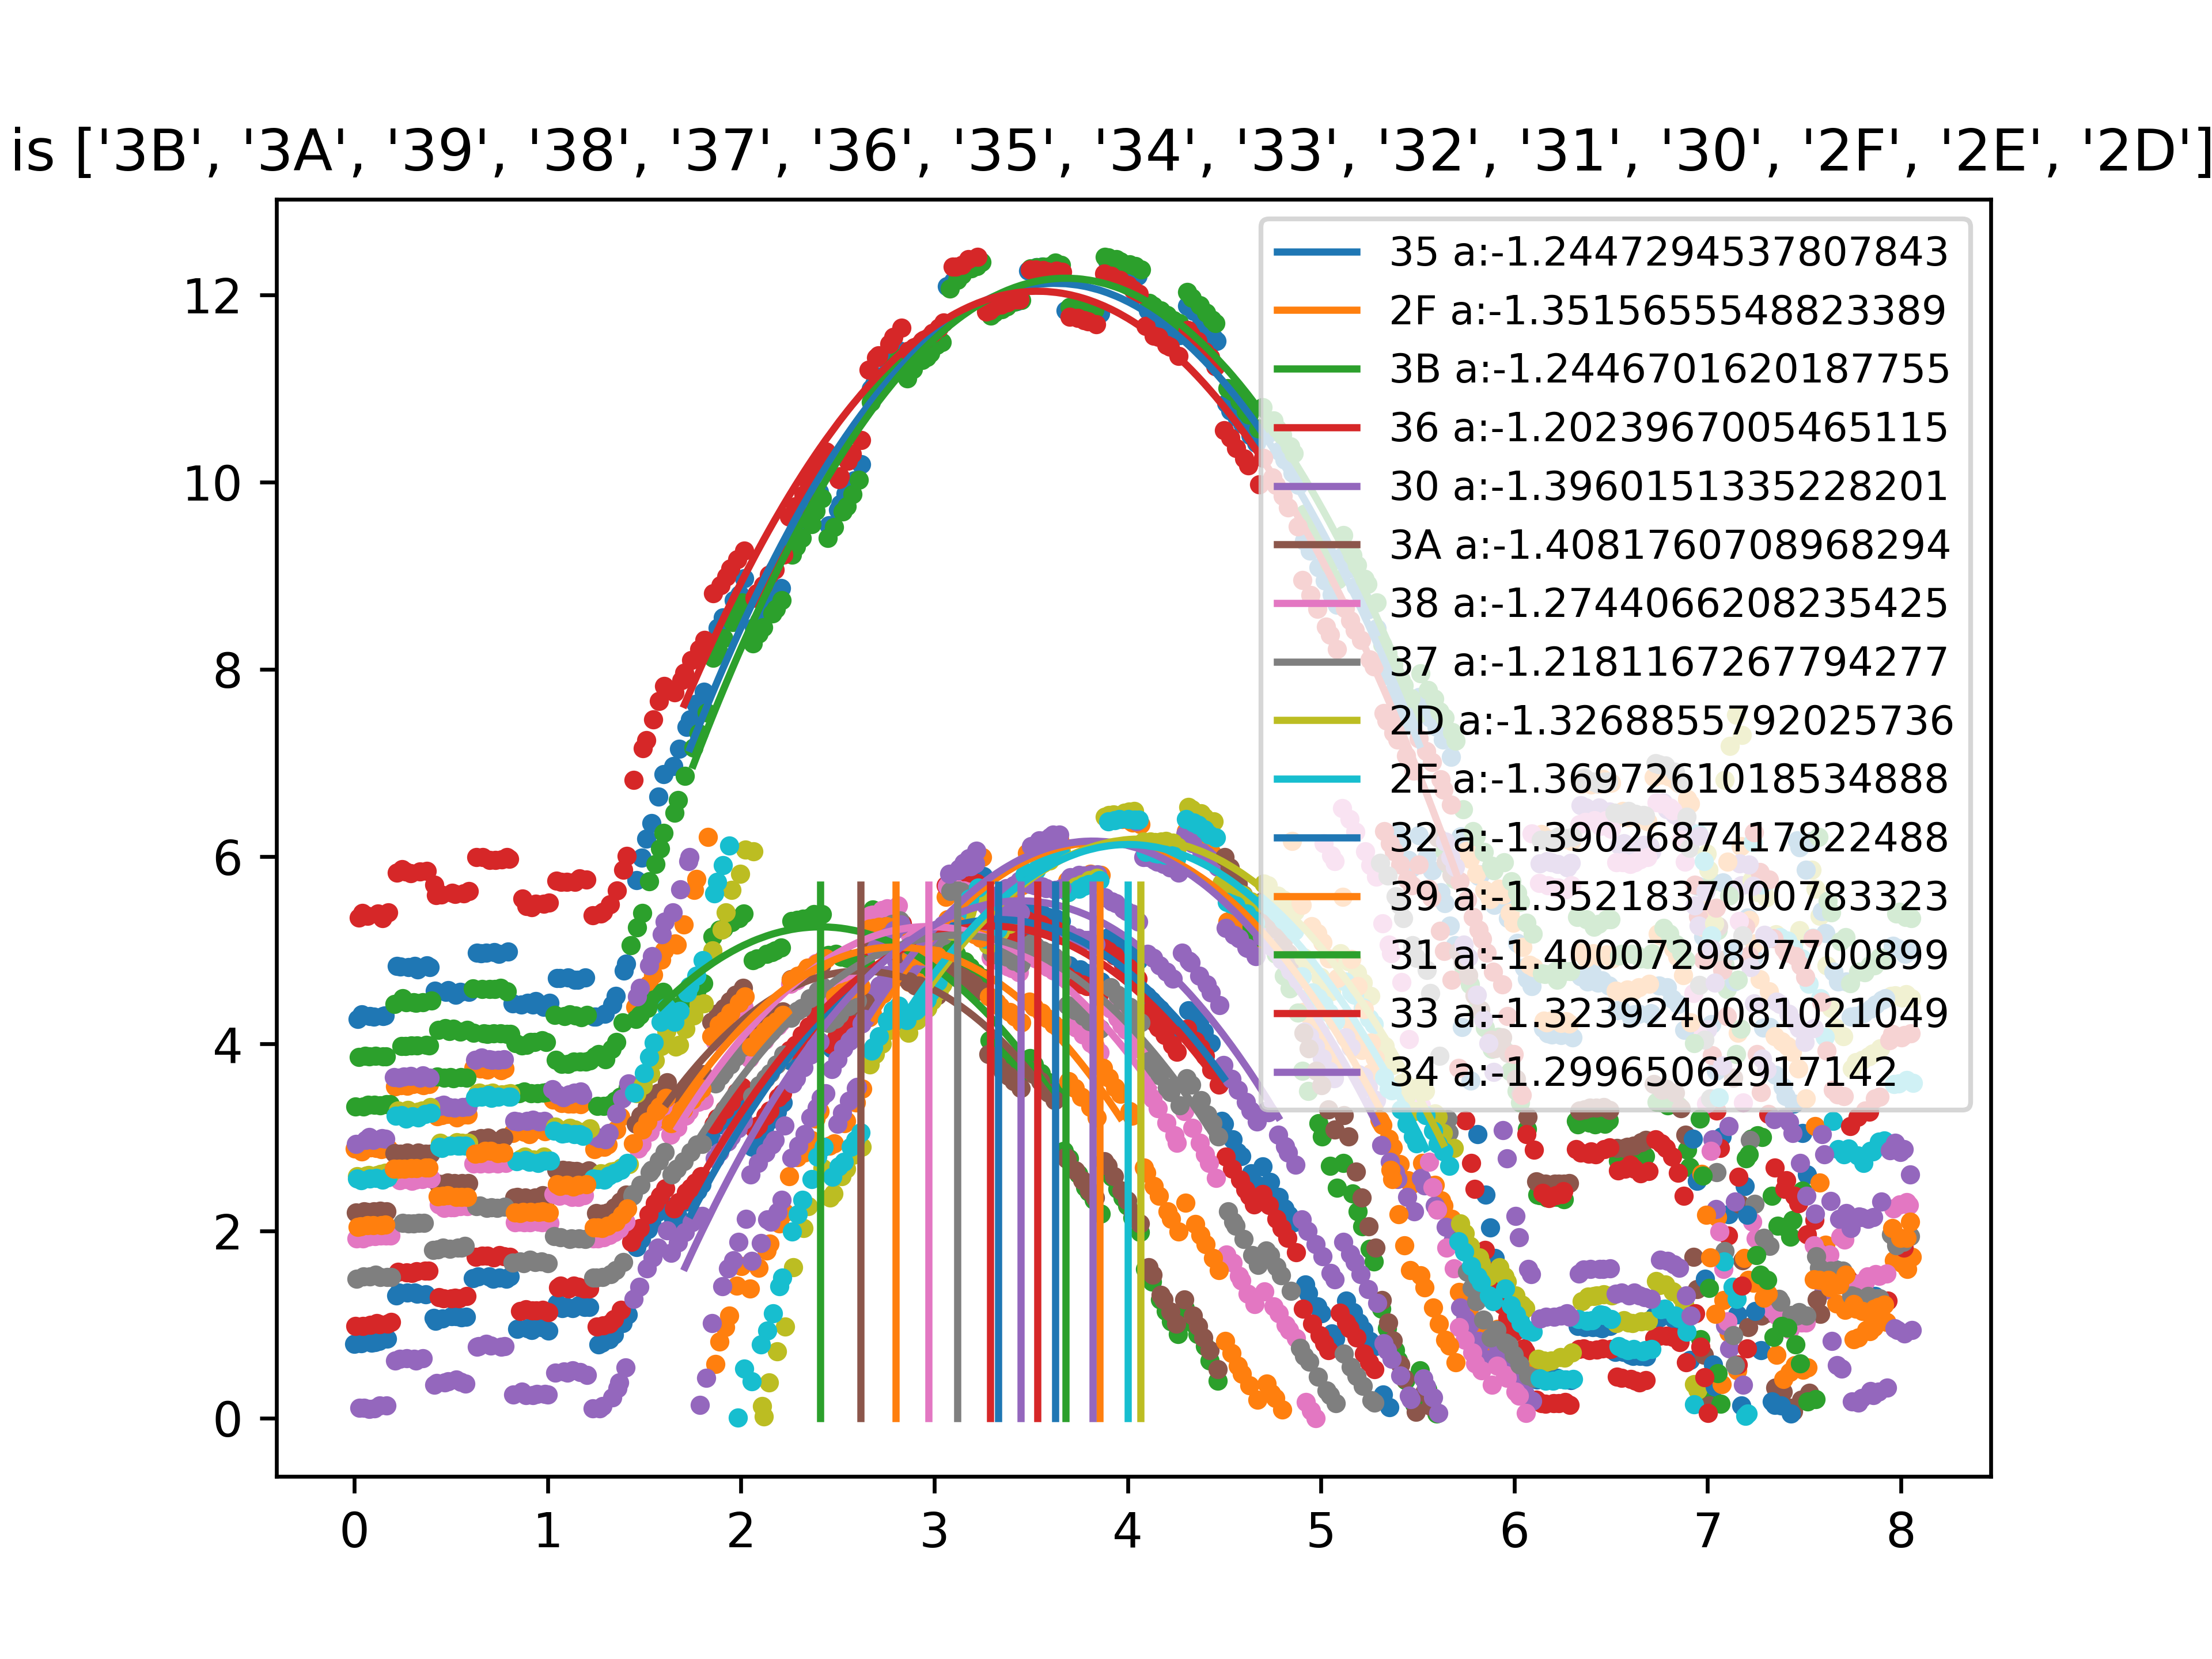 is ['3B', '3A', '39', '38', '37', '36', '35', '34', '33', '32', '31', '30', '2F', '2E', '2D']
35 a:-1.2447294537807843
2F a:-1.3515655548823389
3B a:-1.2446701620187755
36 a:-1.2023967005465115
30 a:-1.3960151335228201
3A a:-1.4081760708968294
38 a:-1.2744066208235425
37 a:-1.2181167267794277
2D a:-1.3268855792025736
2E a:-1.3697261018534888
32 a:-1.3902687417822488
39 a:-1.3521837000783323
31 a:-1.4000729897700899
33 a:-1.3239240081021049
34 a:-1.29965062917142
12
10
8
6
4
2
0
0 1 2 3 4 5 6 7 8